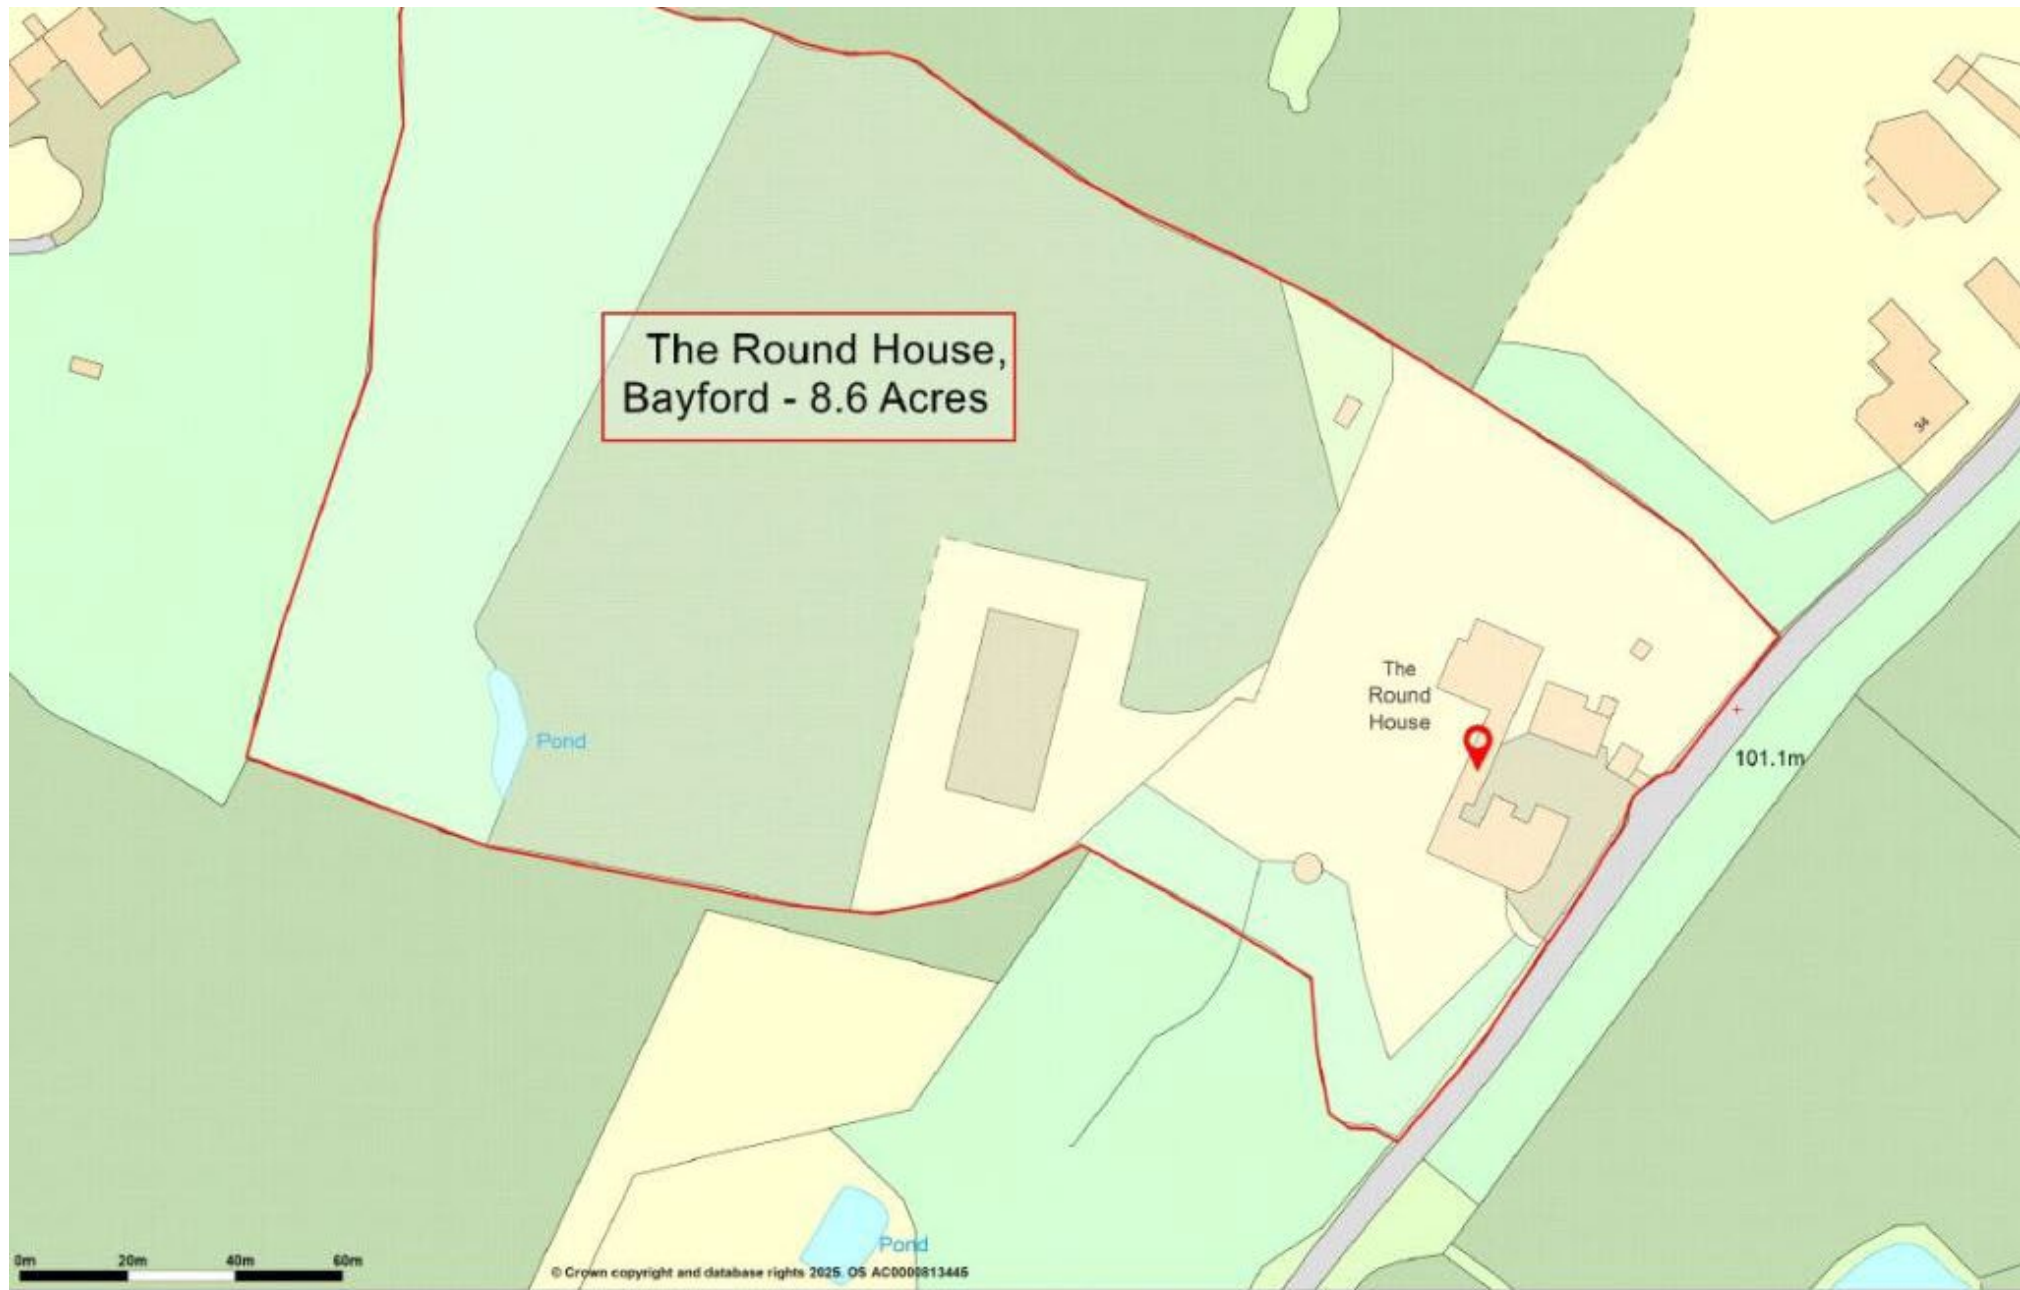 The Round House,
Bayford - 8.6 Acres
34
The
Round
House
101.1m
Pond
Pond
0m 20m 40m 60m
© Crown copyright and database rights 2025. OS AC0000813445